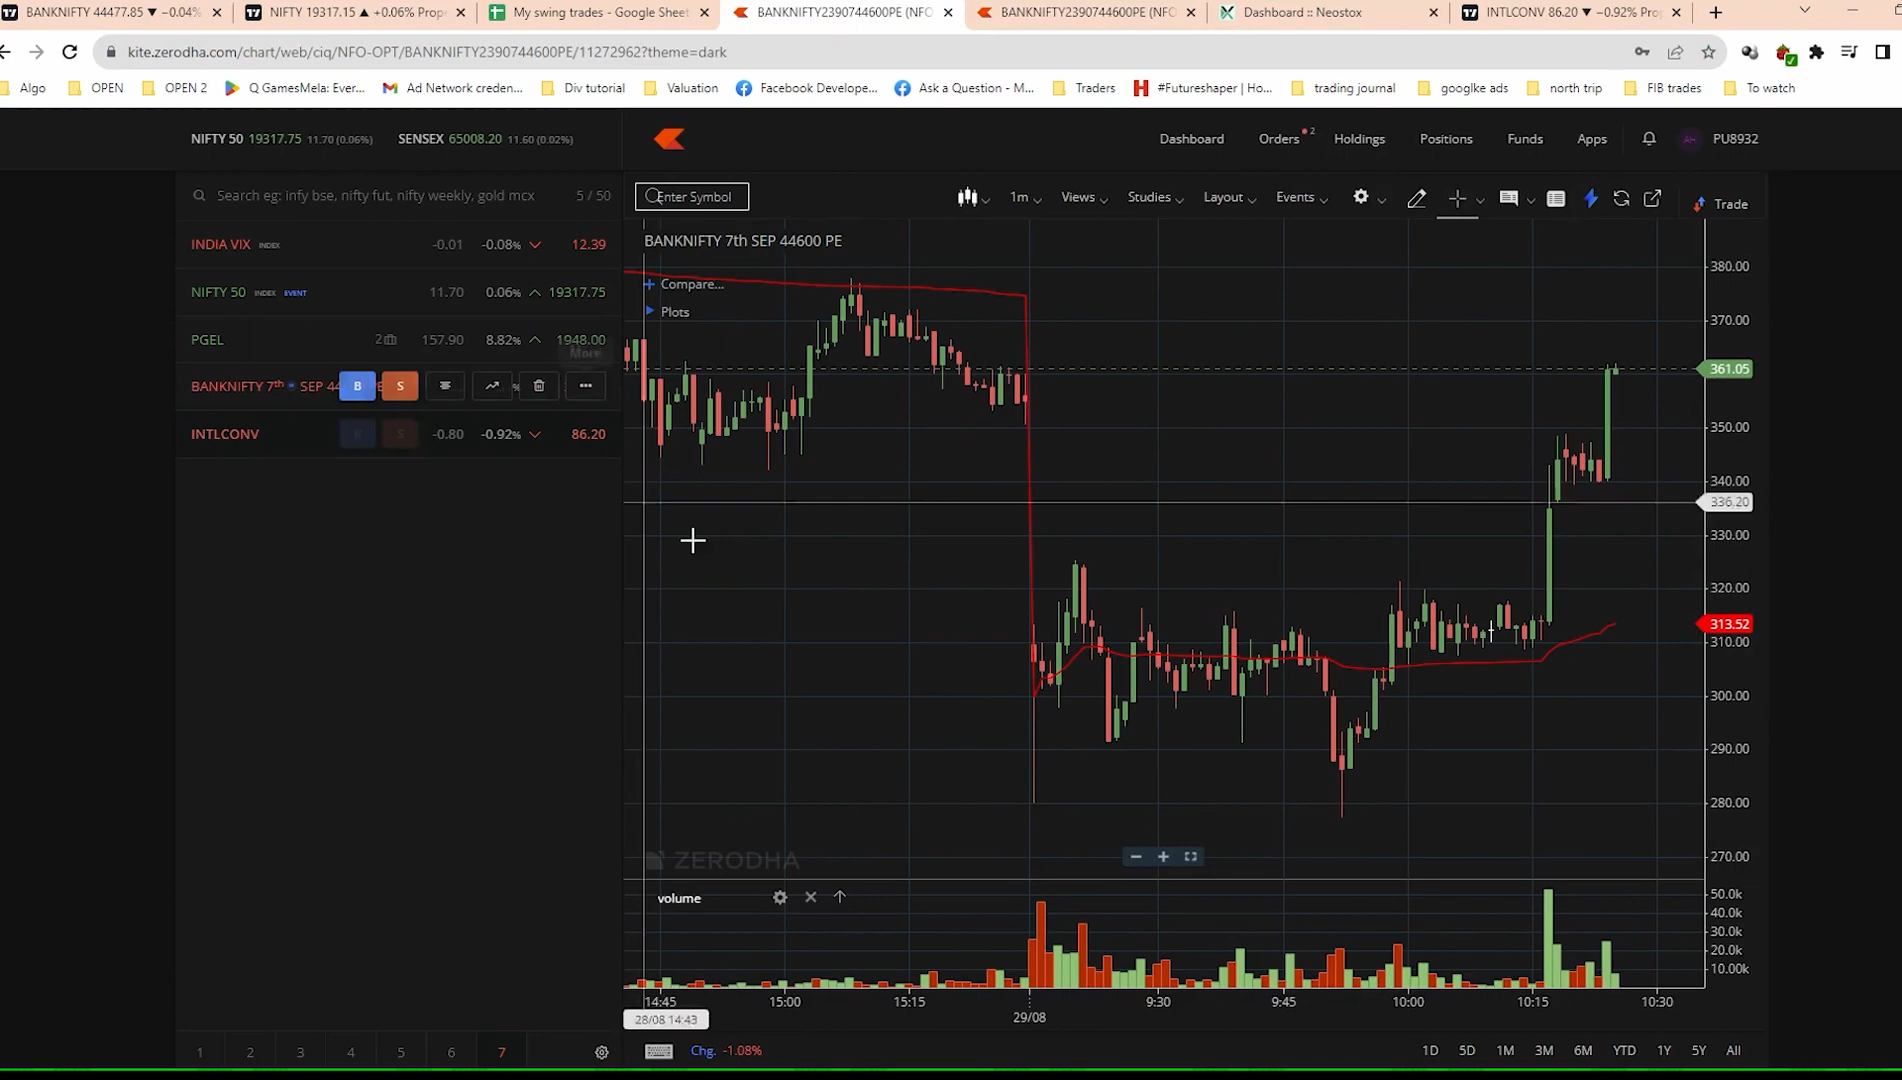 BANKNIFTY 44477.85 ▼ −0.04%
NIFTY 19317.15 ▲ +0.06% Prop
My swing trades - Google Sheet
BANKNIFTY2390744600PE (NFO
BANKNIFTY2390744600PE (NFO
Dashboard :: Neostox
INTLCONV 86.20 ▼ −0.92% Pro
kite.zerodha.com/chart/web/ciq/NFO-OPT/BANKNIFTY2390744600PE/11272962?theme=dark
Algo
OPEN
OPEN 2
Q GamesMela: Ever...
Ad Network creden...
Div tutorial
Valuation
Facebook Develope...
Ask a Question - M...
Traders
#Futureshaper | Ho...
trading journal
googlke ads
north trip
FIB trades
To watch
NIFTY 50 19317.75 11.70 (0.06%)
SENSEX 65008.20 11.60 (0.02%)
Dashboard
Orders 2
Holdings
Positions
Funds
Apps
PU8932
Search eg: infy bse, nifty fut, nifty weekly, gold mcx
5 / 50
INDIA VIX INDEX -0.01 -0.08% 12.39
NIFTY 50 INDEX EVENT 11.70 0.06% 19317.75
PGEL 2 157.90 8.82% 1948.00
More
BANKNIFTY 7th SEP 44 B S
INTLCONV B S -0.80 -0.92% 86.20
Enter Symbol
1m
Views
Studies
Layout
Events
Trade
BANKNIFTY 7th SEP 44600 PE
Compare...
Plots
380.00
370.00
361.05
350.00
340.00
336.20
330.00
320.00
313.52
310.00
300.00
290.00
280.00
270.00
ZERODHA
volume
50.0k
40.0k
30.0k
20.0k
10.00k
14:45
15:00
15:15
9:30
9:45
10:00
10:15
10:30
28/08 14:43
29/08
1
2
3
4
5
6
7
Chg. -1.08%
1D
5D
1M
3M
6M
YTD
1Y
5Y
All